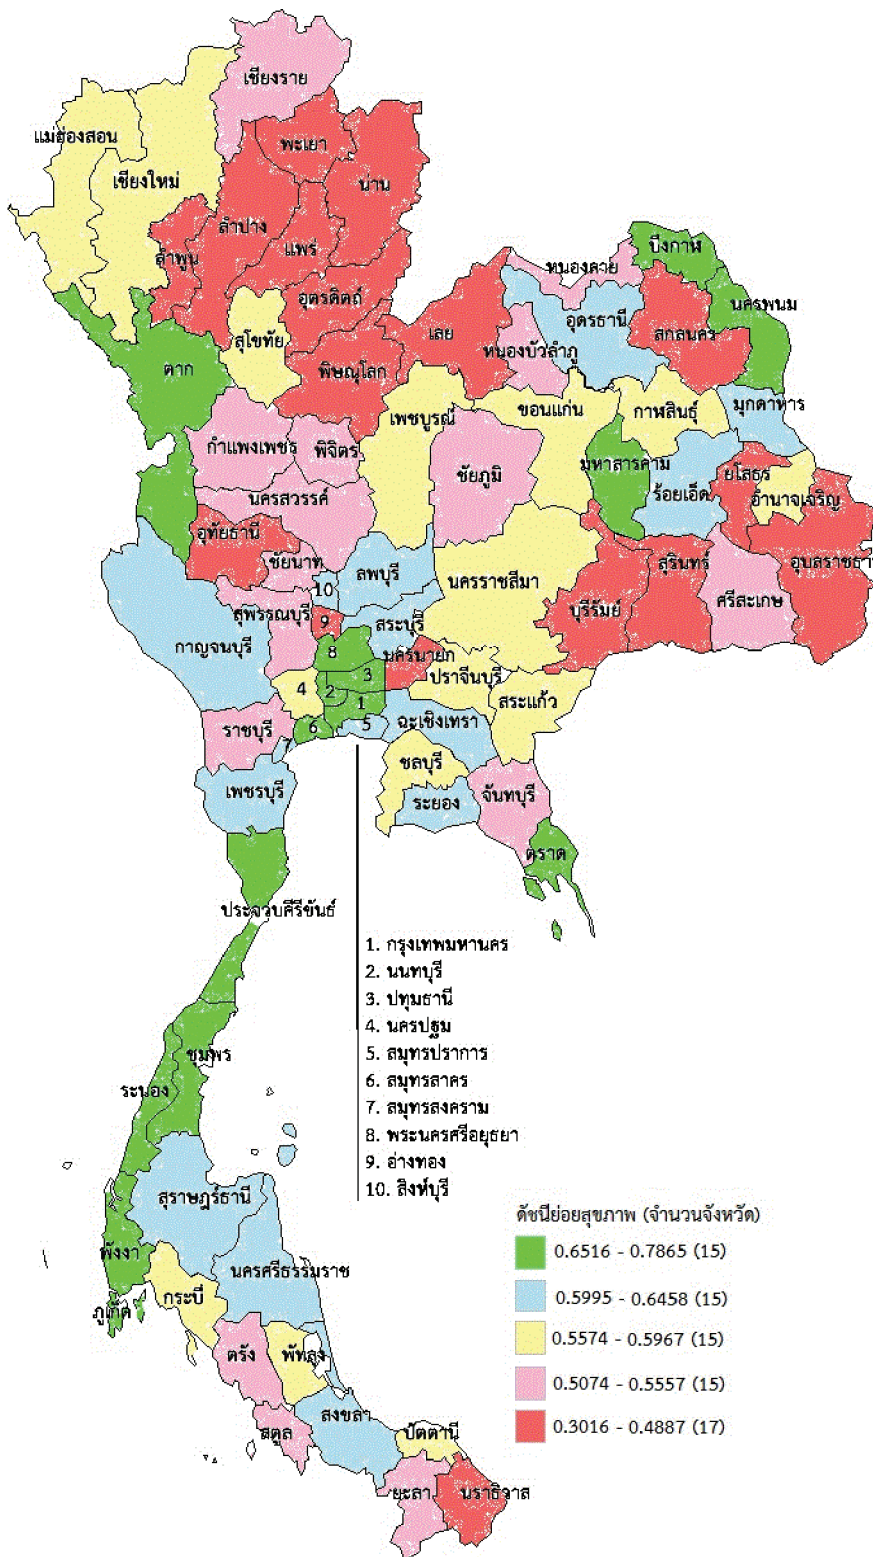 เชียงราย
แม่ฮ่องสอน
พะเยา
เชียงใหม่
น่าน
ลำปาง
แพร่
ลำพูน
บึงกาฬ
หนองคาย
อุตรดิตถ์
นครพนม
สุโขทัย
เลย
อุดรธานี
สกลนคร
หนองบัวลำภู
ตาก
พิษณุโลก
เพชบูรณ์
ขอนแก่น
กาฬสินธุ์
มุกดาหาร
กำแพงเพชร
พิจิตร
ชัยภูมิ
มหาสารคาม
ยโสธร
ร้อยเอ็ด
อำนาจเจริญ
นครสวรรค์
อุทัยธานี
ชัยนาท
ลพบุรี
นครราชสีมา
สุรินทร์
อุบลราชธา
10
บุรีรัมย์
ศรีสะเกษ
สุพรรณบุรี
9
สระบุรี
กาญจนบุรี
8
นครนายก
3
ปราจีนบุรี
4
2
1
สระแก้ว
ราชบุรี
6
5
ฉะเชิงเทรา
7
ชลบุรี
เพชรบุรี
ระยอง
จันทบุรี
ตราด
ประจวบคีรีขันธ์
1. กรุงเทพมหานคร
2. นนทบุรี
3. ปทุมธานี
4. นครปฐม
5. สมุทรปราการ
6. สมุทรสาคร
7. สมุทรสงคราม
8. พระนครศรีอยุธยา
9. อ่างทอง
10. สิงห์บุรี
ชุมพร
ระนอง
สุราษฎร์ธานี
พังงา
นครศรีธรรมราช
กระบี่
ภูเก็ต
ตรัง
พัทลุง
สงขลา
สตูล
ปัตตานี
ยะลา
นราธิวาส
ดัชนีย่อยสุขภาพ (จำนวนจังหวัด)
0.6516 - 0.7865 (15)
0.5995 - 0.6458 (15)
0.5574 - 0.5967 (15)
0.5074 - 0.5557 (15)
0.3016 - 0.4887 (17)